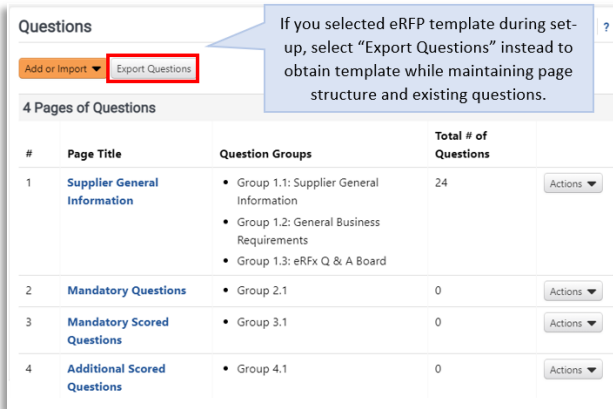 Questions
If you selected eRFP template during set-
up, select “Export Questions” instead to
obtain template while maintaining page
structure and existing questions.
?
Add or Import
Export Questions
4 Pages of Questions
# Page Title Question Groups Total # of
Questions
1 Supplier General
Information
• Group 1.1: Supplier General
Information
• Group 1.2: General Business
Requirements
• Group 1.3: eRFx Q & A Board
24 Actions
2 Mandatory Questions • Group 2.1 0 Actions
3 Mandatory Scored
Questions
• Group 3.1 0 Actions
4 Additional Scored
Questions
• Group 4.1 0 Actions